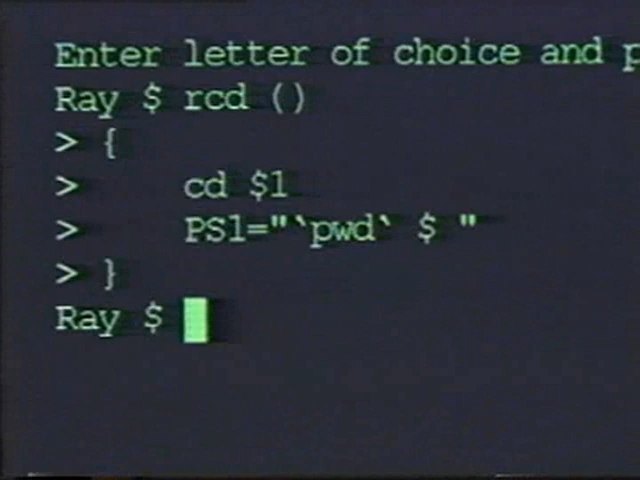 Enter letter of choice and p
Ray $ rcd ()
> {
>     cd $1
>     PS1="`pwd` $ "
> }
Ray $